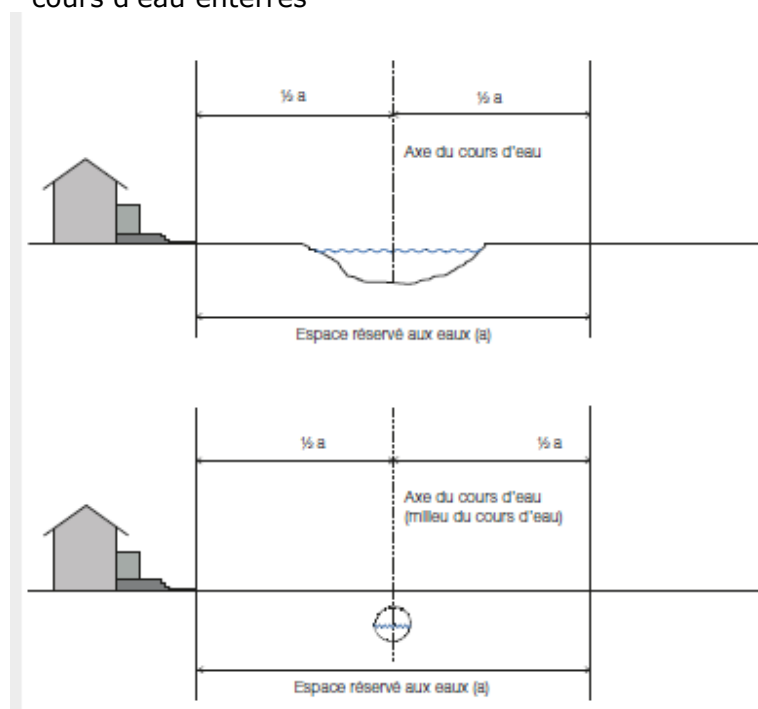 cours d'eau enterrés
½ a ½ a
Axe du cours d'eau
Espace réservé aux eaux (a)
½ a ½ a
Axe du cours d'eau
(milieu du cours d'eau)
Espace réservé aux eaux (a)